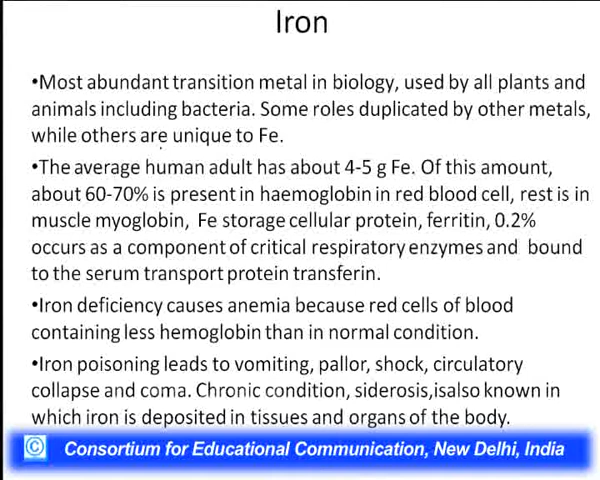 Iron
•Most abundant transition metal in biology, used by all plants and
animals including bacteria. Some roles duplicated by other metals,
while others are unique to Fe.
•The average human adult has about 4-5 g Fe. Of this amount,
about 60-70% is present in haemoglobin in red blood cell, rest is in
muscle myoglobin, Fe storage cellular protein, ferritin, 0.2%
occurs as a component of critical respiratory enzymes and bound
to the serum transport protein transferin.
•Iron deficiency causes anemia because red cells of blood
containing less hemoglobin than in normal condition.
•Iron poisoning leads to vomiting, pallor, shock, circulatory
collapse and coma. Chronic condition, siderosis,isalso known in
which iron is deposited in tissues and organs of the body.
© Consortium for Educational Communication, New Delhi, India